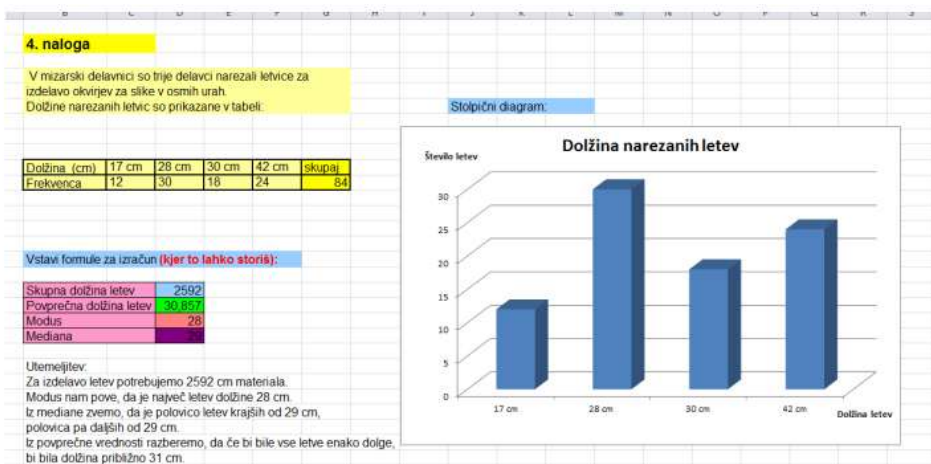 B C D E F G H I J K L M N O P Q R S
4. naloga
V mizarski delavnici so trije delavci narezali letvice za
izdelavo okvirjev za slike v osmih urah.
Dolžine narezanih letvic so prikazane v tabeli:
Dolžina (cm) 17 cm 28 cm 30 cm 42 cm skupaj
Frekvenca 12 30 18 24 84
Vstavi formule za izračun (kjer to lahko storiš):
Skupna dolžina letev 2592
Povprečna dolžina letev 30,857
Modus 28
Mediana 29
Utemeljitev:
Za izdelavo letev potrebujemo 2592 cm materiala.
Modus nam pove, da je največ letev dolžine 28 cm.
Iz mediane zvemo, da je polovico letev krajših od 29 cm,
polovica pa daljših od 29 cm.
Iz povprečne vrednosti razberemo, da če bi bile vse letve enako dolge,
bi bila dolžina približno 31 cm.
Stolpični diagram:
Dolžina narezanih letev
Število letev
30
25
20
15
10
5
0
17 cm 28 cm 30 cm 42 cm
Dolžina letev